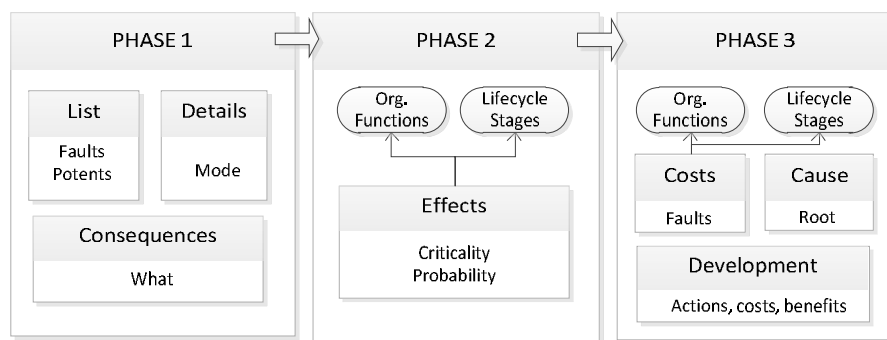 PHASE 1
List
Faults
Potents
Details
Mode
Consequences
What
PHASE 2
Org.
Functions
Lifecycle
Stages
Effects
Criticality
Probability
PHASE 3
Org.
Functions
Lifecycle
Stages
Costs
Faults
Cause
Root
Development
Actions, costs, benefits